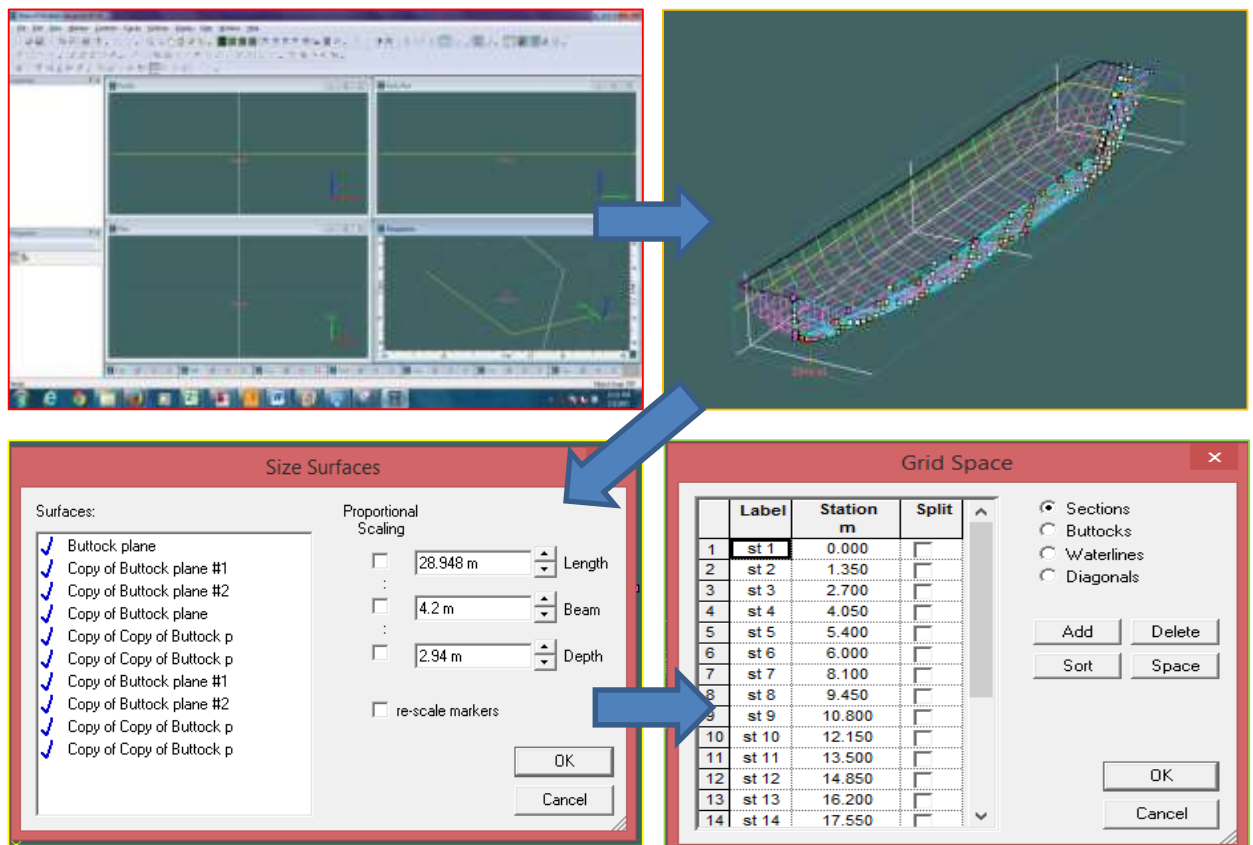 Size Surfaces
Surfaces:
Buttock plane
Copy of Buttock plane #1
Copy of Buttock plane #2
Copy of Buttock plane
Copy of Copy of Buttock p
Copy of Copy of Buttock p
Copy of Buttock plane #1
Copy of Buttock plane #2
Copy of Copy of Buttock p
Copy of Copy of Buttock p
Proportional
Scaling
28.948 m Length
:
4.2 m Beam
:
2.94 m Depth
re-scale markers
OK
Cancel
Grid Space
Label Station m Split
1 st 1 0.000
2 st 2 1.350
3 st 3 2.700
4 st 4 4.050
5 st 5 5.400
6 st 6 6.000
7 st 7 8.100
8 st 8 9.450
9 st 9 10.800
10 st 10 12.150
11 st 11 13.500
12 st 12 14.850
13 st 13 16.200
14 st 14 17.550
Sections
Buttocks
Waterlines
Diagonals
Add Delete
Sort Space
OK
Cancel